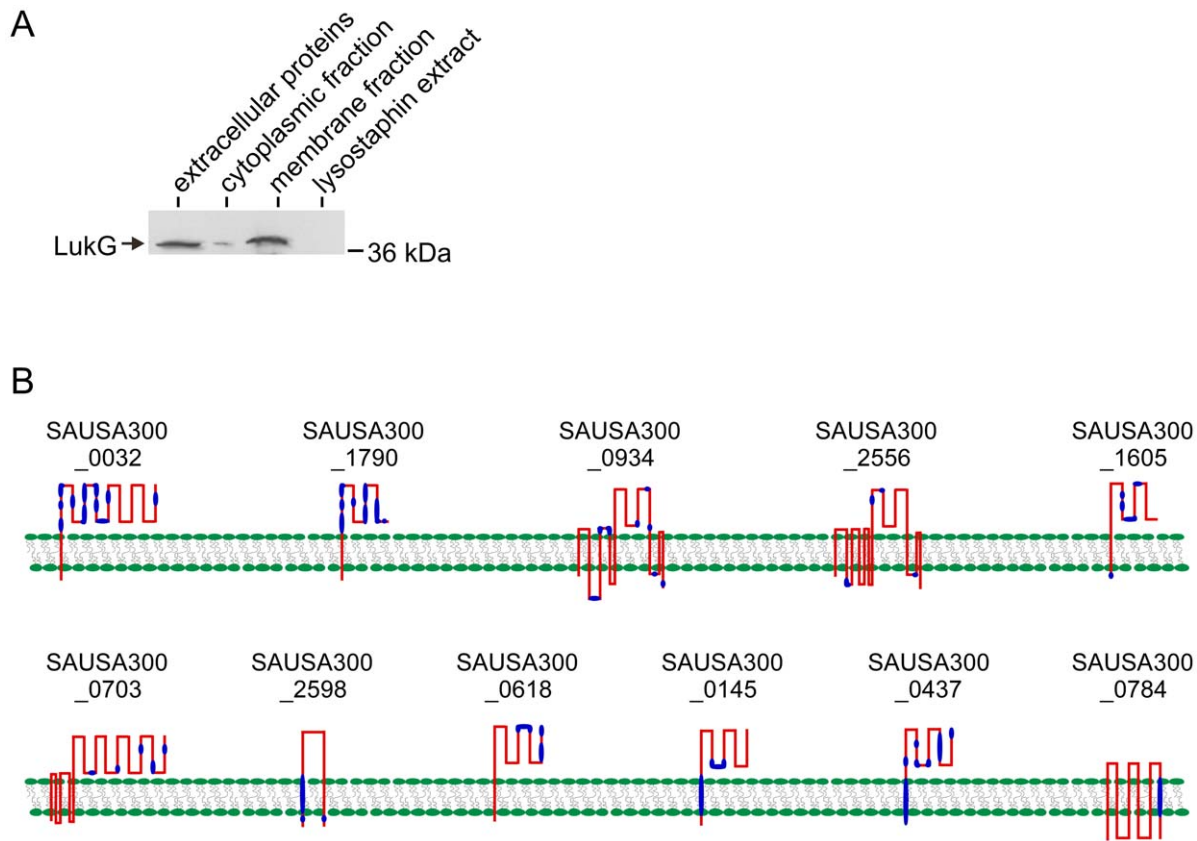 A
extracellular proteins
cytoplasmic fraction
membrane fraction
lysostaphin extract
LukG
36 kDa
B
SAUSA300
_0032
SAUSA300
_1790
SAUSA300
_0934
SAUSA300
_2556
SAUSA300
_1605
SAUSA300
_0703
SAUSA300
_2598
SAUSA300
_0618
SAUSA300
_0145
SAUSA300
_0437
SAUSA300
_0784